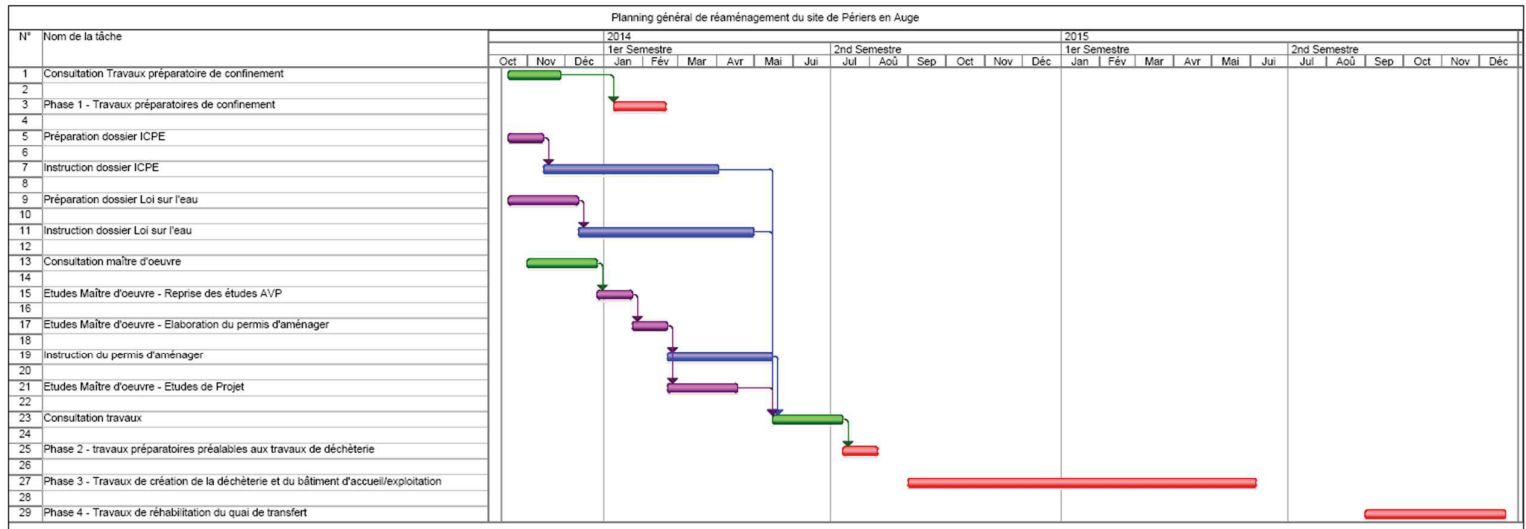 Planning général de réaménagement du site de Périers en Auge
N° Nom de la tâche 2014 2015
1er Semestre 2nd Semestre 1er Semestre 2nd Semestre
Oct Nov Déc Jan Fév Mar Avr Mai Jui Jul Aoû Sep Oct Nov Déc Jan Fév Mar Avr Mai Jui Jul Aoû Sep Oct Nov Déc
1 Consultation Travaux préparatoire de confinement
2
3 Phase 1 - Travaux préparatoires de confinement
4
5 Préparation dossier ICPE
6
7 Instruction dossier ICPE
8
9 Préparation dossier Loi sur l'eau
10
11 Instruction dossier Loi sur l'eau
12
13 Consultation maître d'oeuvre
14
15 Etudes Maître d'oeuvre - Reprise des études AVP
16
17 Etudes Maître d'oeuvre - Elaboration du permis d'aménager
18
19 Instruction du permis d'aménager
20
21 Etudes Maître d'oeuvre - Etudes de Projet
22
23 Consultation travaux
24
25 Phase 2 - travaux préparatoires préalables aux travaux de déchèterie
26
27 Phase 3 - Travaux de création de la déchèterie et du bâtiment d'accueil/exploitation
28
29 Phase 4 - Travaux de réhabilitation du quai de transfert